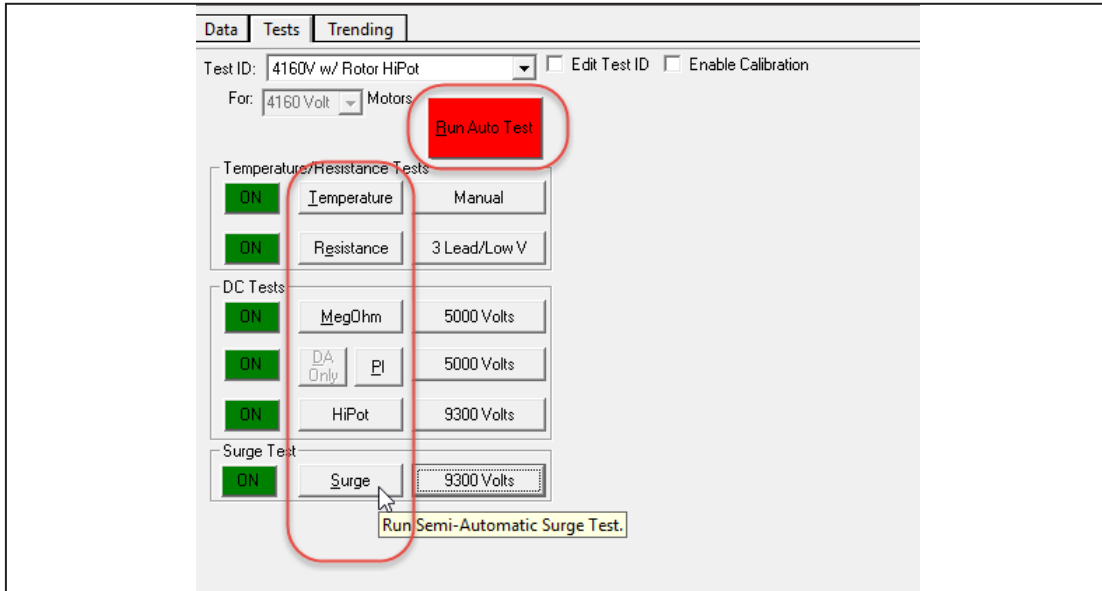 Data Tests Trending
Test ID: 4160V w/ Rotor HiPot Edit Test ID Enable Calibration
For: 4160 Volt Motors
Run Auto Test
Temperature/Resistance Tests
ON Temperature Manual
ON Resistance 3 Lead/Low V
DC Tests
ON MegOhm 5000 Volts
ON DA Only PI 5000 Volts
ON HiPot 9300 Volts
Surge Test
ON Surge 9300 Volts
Run Semi-Automatic Surge Test.